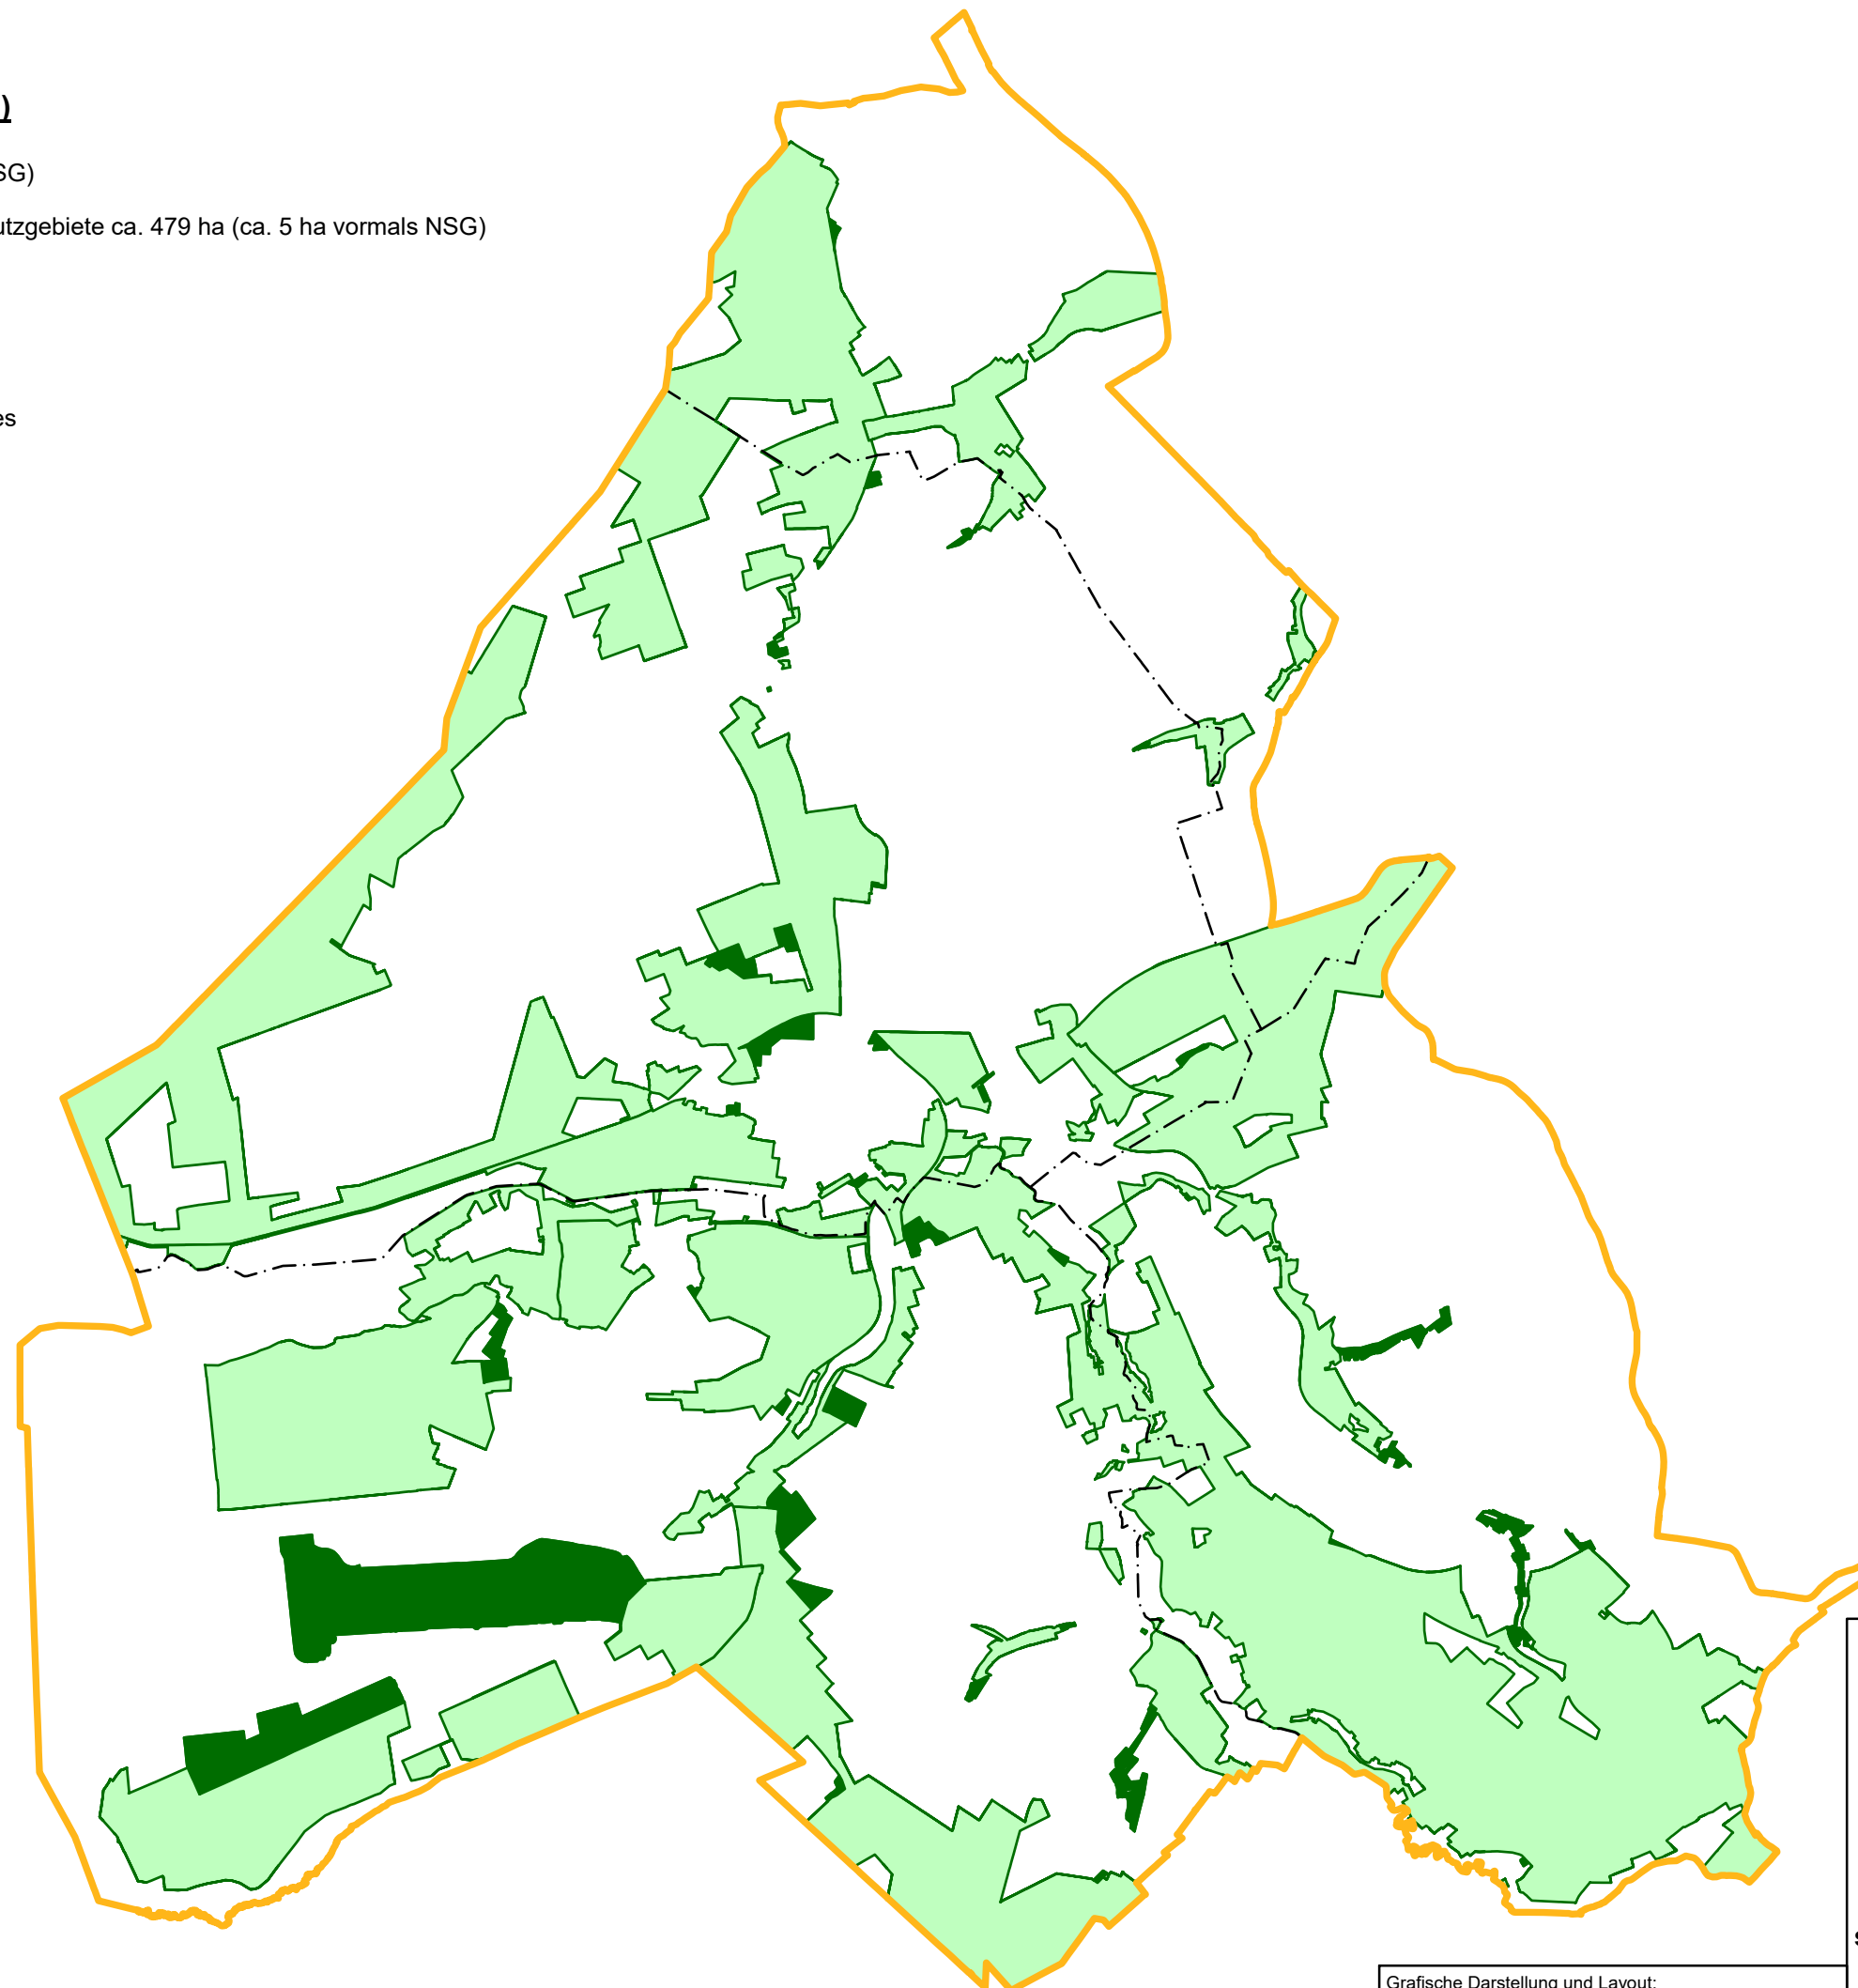 )
SG)
utzgebiete ca. 479 ha (ca. 5 ha vormals NSG)
es
Grafische Darstellung und Layout: